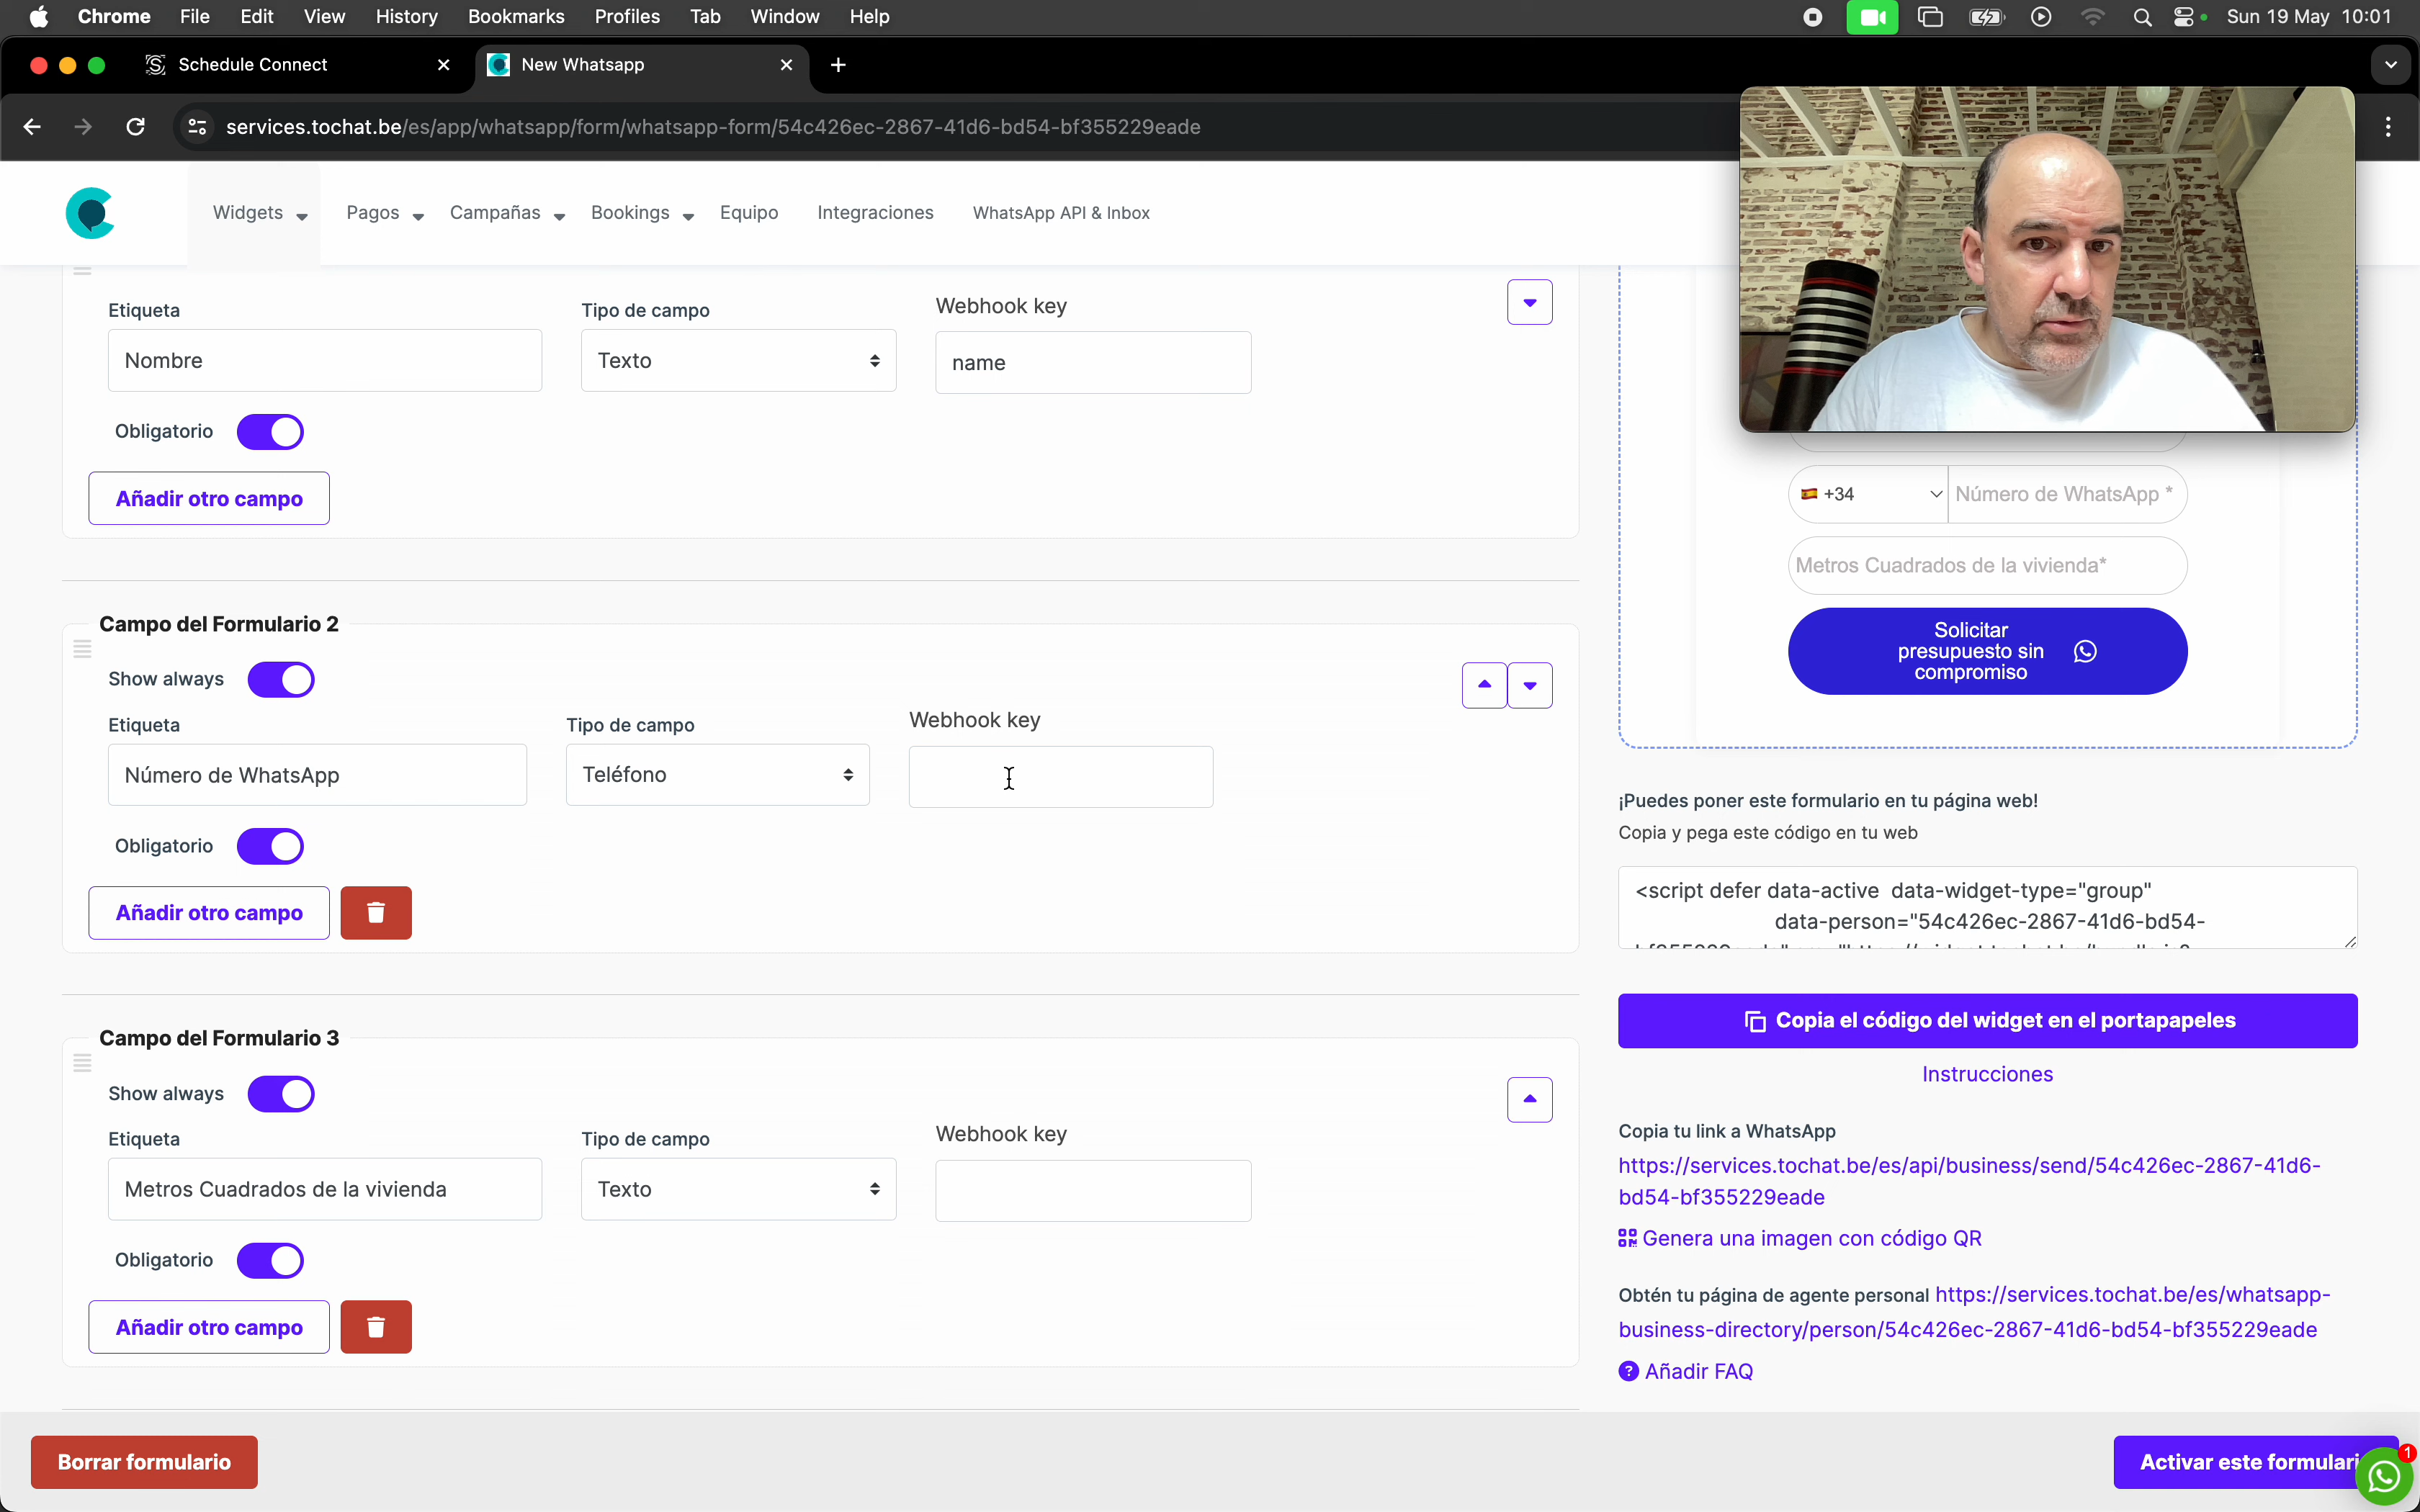 Chrome File Edit View History Bookmarks Profiles Tab Window Help Sun 19 May 10:01
Schedule Connect
New Whatsapp
services.tochat.be/es/app/whatsapp/form/whatsapp-form/54c426ec-2867-41d6-bd54-bf355229eade
Widgets Pagos Campañas Bookings Equipo Integraciones WhatsApp API & Inbox
Etiqueta Tipo de campo Webhook key
Nombre Texto name
Obligatorio
Añadir otro campo
Campo del Formulario 2
Show always
Etiqueta Tipo de campo Webhook key
Número de WhatsApp Teléfono
Obligatorio
Añadir otro campo
Campo del Formulario 3
Show always
Etiqueta Tipo de campo Webhook key
Metros Cuadrados de la vivienda Texto
Obligatorio
Añadir otro campo
Borrar formulario
+34 Número de WhatsApp *
Metros Cuadrados de la vivienda*
Solicitar
presupuesto sin
compromiso
¡Puedes poner este formulario en tu página web!
Copia y pega este código en tu web
<script defer data-active data-widget-type="group"
data-person="54c426ec-2867-41d6-bd54-
Copia el código del widget en el portapapeles
Instrucciones
Copia tu link a WhatsApp
https://services.tochat.be/es/api/business/send/54c426ec-2867-41d6-
bd54-bf355229eade
Genera una imagen con código QR
Obtén tu página de agente personal https://services.tochat.be/es/whatsapp-
business-directory/person/54c426ec-2867-41d6-bd54-bf355229eade
? Añadir FAQ
Activar este formulari
1